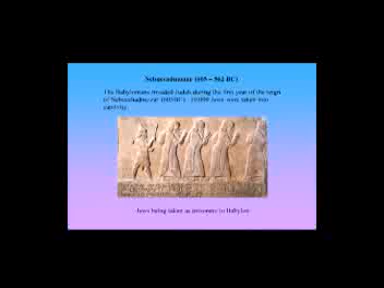 Nebuchadnezzar (605 – 562 BC)
The Babylonians invaded Judah during the first year of the reign
of Nebuchadnezzar Jews were taken into
captivity.
Jews being taken as prisoners to Babylon